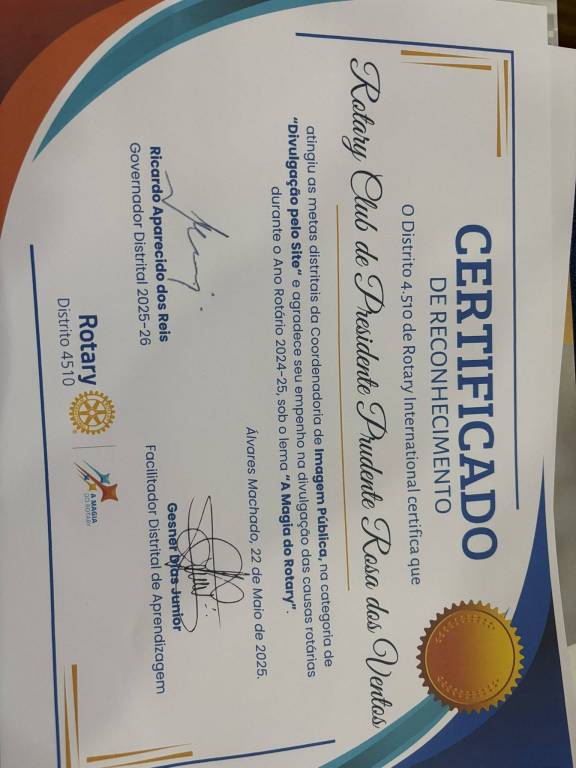 CERTIFICADO
DE RECONHECIMENTO
O Distrito 4.510 de Rotary International certifica que
Rotary Club de Presidente Prudente Rosa dos Ventos
atingiu as metas distritais da Coordenadoria de Imagem Pública, na categoria de
"Divulgação pelo Site" e agradece seu empenho na divulgação das causas rotárias
durante o Ano Rotário 2024-25, sob o lema "A Magia do Rotary".
Álvares Machado, 22 de Maio de 2025.
Ricardo Aparecido dos Reis
Governador Distrital 2025-26
Gesner Dias Junior
Facilitador Distrital de Aprendizagem
Rotary
Distrito 4510
A MAGIA
DO ROTARY